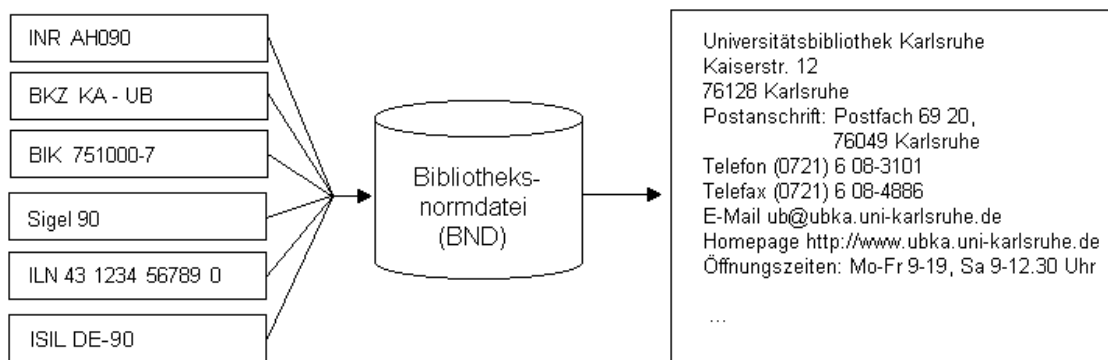 INR AH090
BKZ KA - UB
BIK 751000-7
Sigel 90
ILN 43 1234 56789 0
ISIL DE-90
Bibliotheks-
normdatei
(BND)
Universitätsbibliothek Karlsruhe
Kaiserstr. 12
76128 Karlsruhe
Postanschrift: Postfach 69 20,
76049 Karlsruhe
Telefon (0721) 6 08-3101
Telefax (0721) 6 08-4886
E-Mail ub@ubka.uni-karlsruhe.de
Homepage http://www.ubka.uni-karlsruhe.de
Öffnungszeiten: Mo-Fr 9-19, Sa 9-12.30 Uhr
...